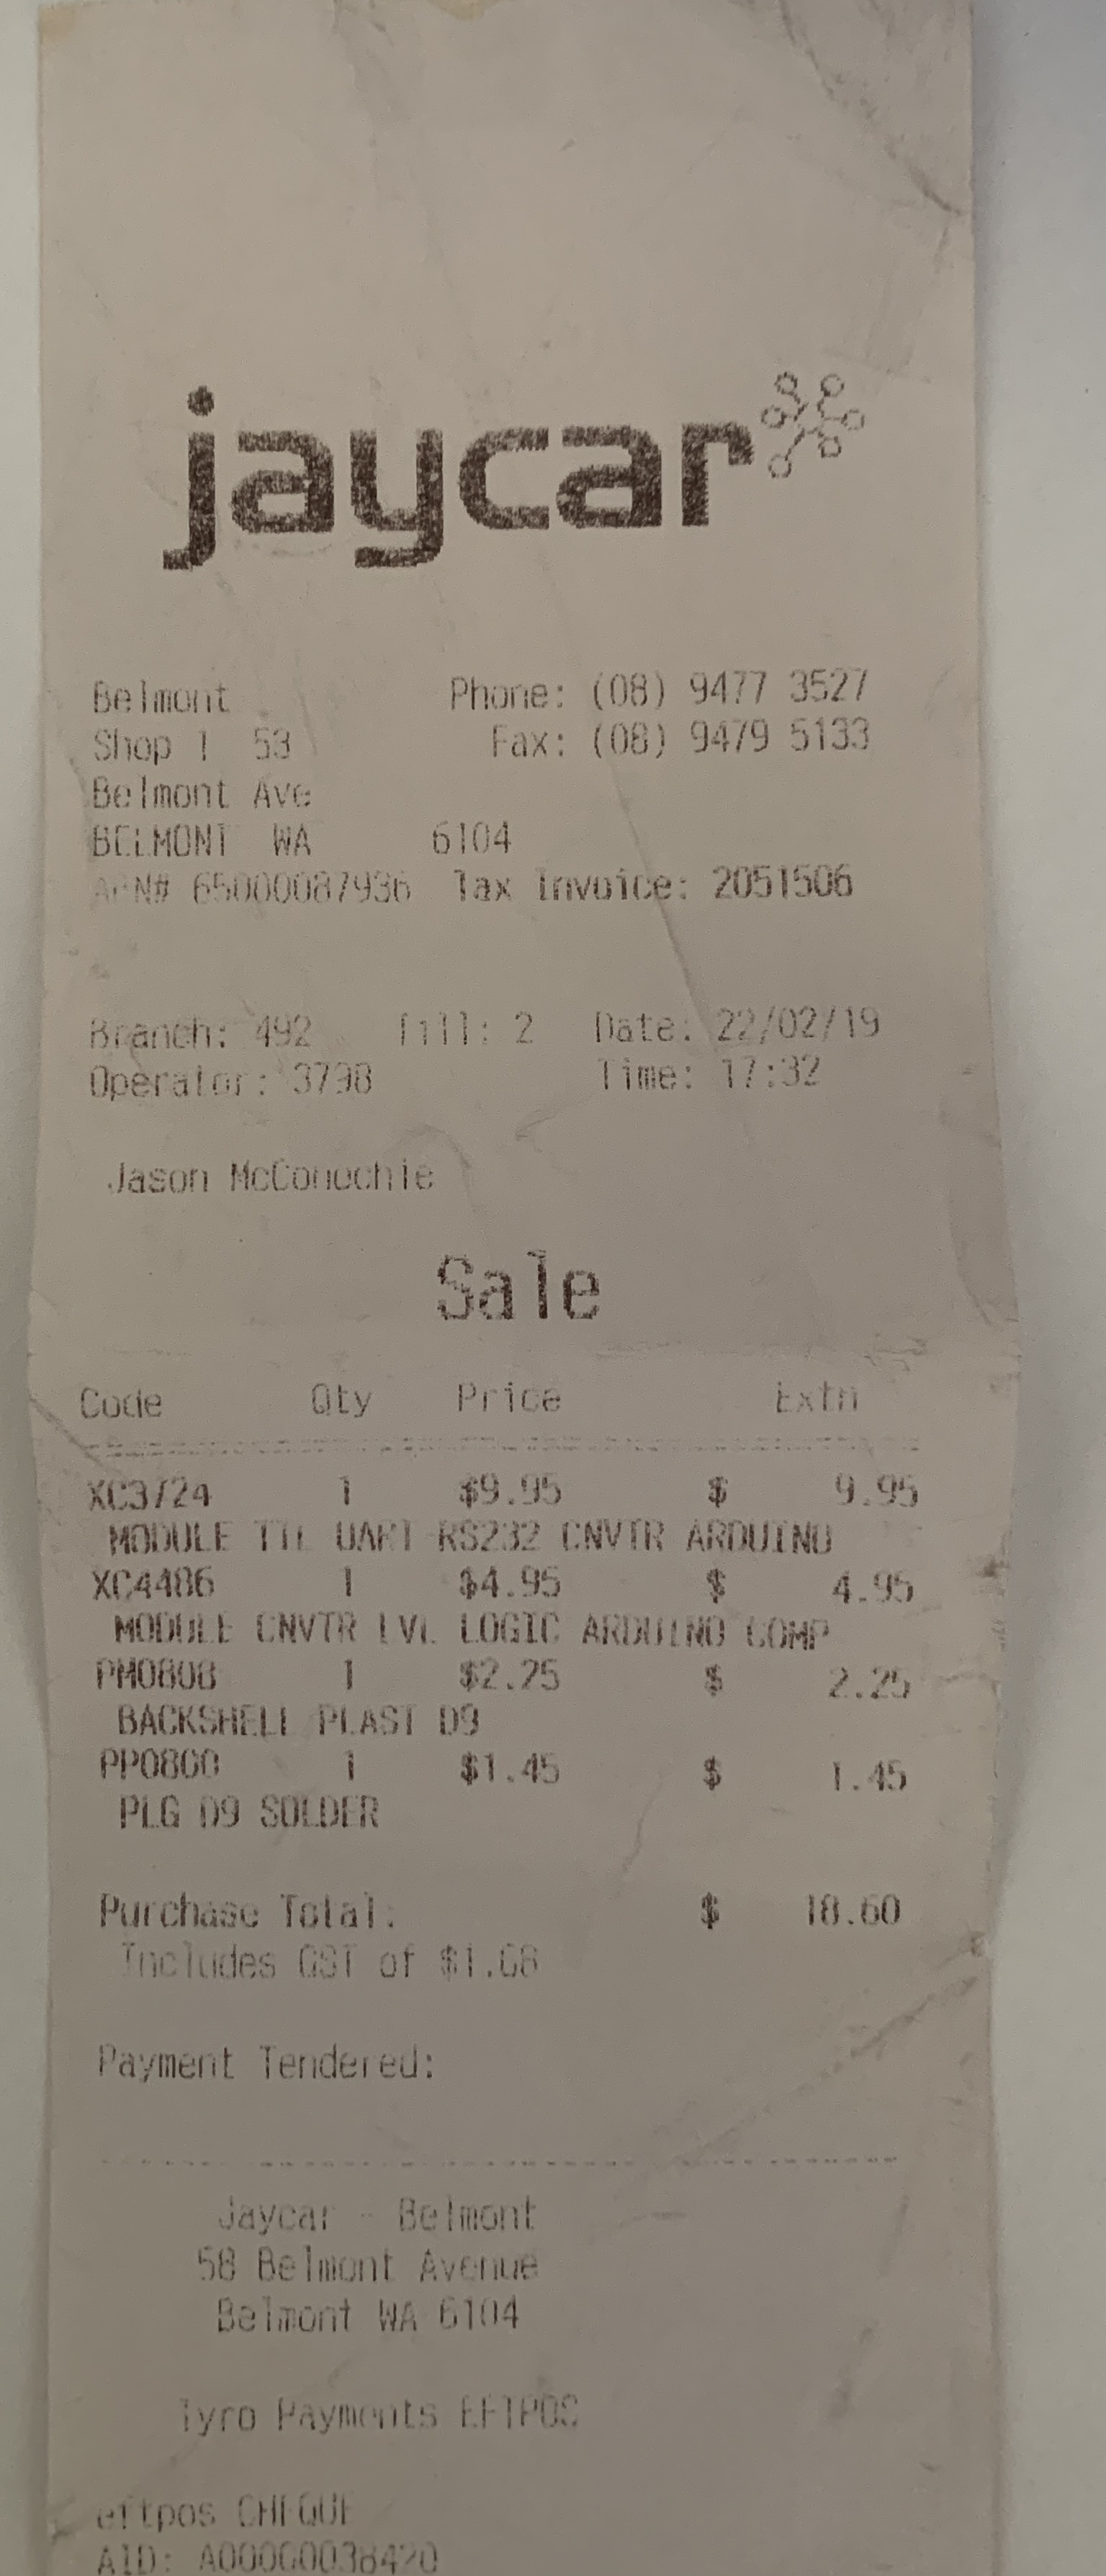 jaycar
Belmont Phone: (08) 9477 3527
Shop 1 53 Fax: (08) 9479 5133
Belmont Ave
BELMONT WA 6104
ABN# 65000087936 Tax Invoice: 2051506
Branch: 492 Till: 2 Date: 22/02/19
Operator: 3798 Time: 17:32
Jason McConechie
Sale
Code Qty Price Extn
XC3724 1 $9.95 $ 9.95
MODULE TTL UART RS232 CNVTR ARDUINO
XC4486 1 $4.95 $ 4.95
MODULE CNVTR LVL LOGIC ARDUINO COMP
PM0808 1 $2.25 $ 2.25
BACKSHELL PLAST D9
PP0800 1 $1.45 $ 1.45
PLG D9 SOLDER
Purchase Total: $ 18.60
Includes GST of $1.68
Payment Tendered:
Jaycar - Belmont
58 Belmont Avenue
Belmont WA 6104
Tyro Payments EFTPOS
eftpos CHEQUE
AID: A00000038420